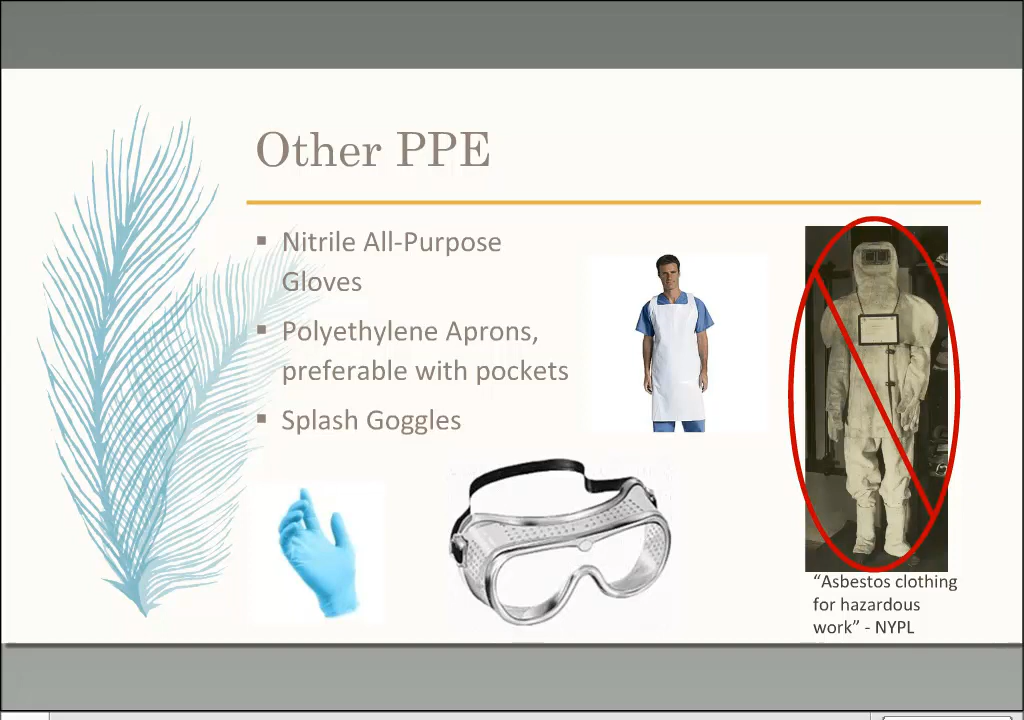 Other PPE
▪ Nitrile All-Purpose
Gloves
▪ Polyethylene Aprons,
preferable with pockets
▪ Splash Goggles
“Asbestos clothing
for hazardous
work” - NYPL